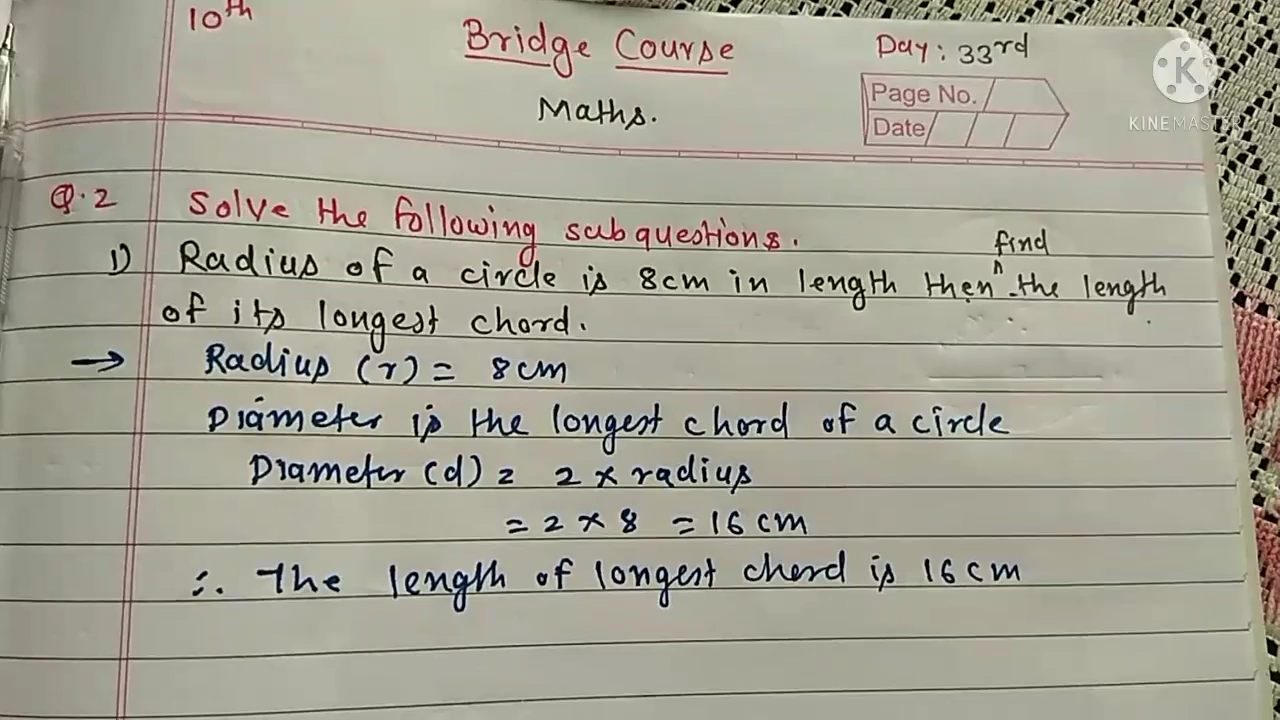 10th
Bridge Course
Day: 33rd
Maths.
Page No.
Date
K
KINEMASTER
Q.2 Solve the following subquestions.
find
1) Radius of a circle is 8cm in length then ^ the length
of its longest chord.
→ Radius (r) = 8cm
Diameter is the longest chord of a circle
Diameter (d) = 2 × radius
= 2 × 8 = 16 cm
∴ The length of longest chord is 16 cm